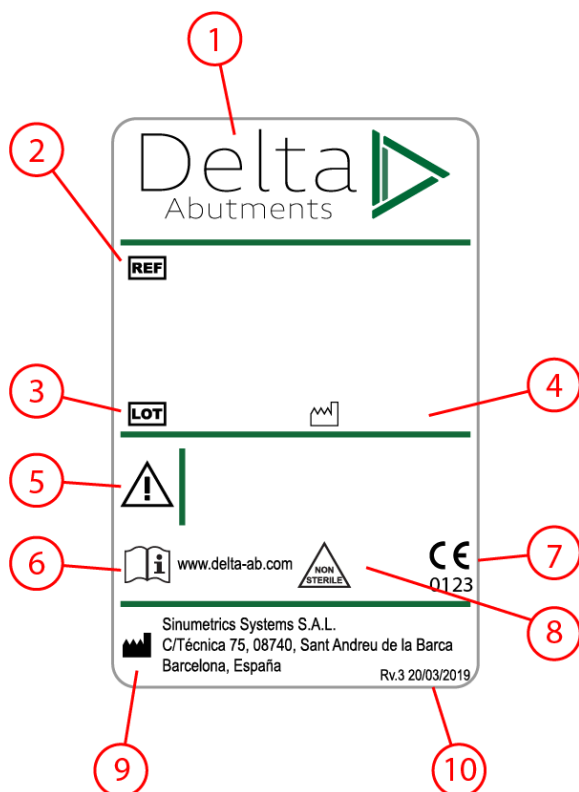 1
Delta
Abutments
2
REF
3
LOT
4
5
6
www.delta-ab.com
NON
STERILE
CE
0123
7
8
Sinumetrics Systems S.A.L.
C/Técnica 75, 08740, Sant Andreu de la Barca
Barcelona, España
Rv.3 20/03/2019
9
10